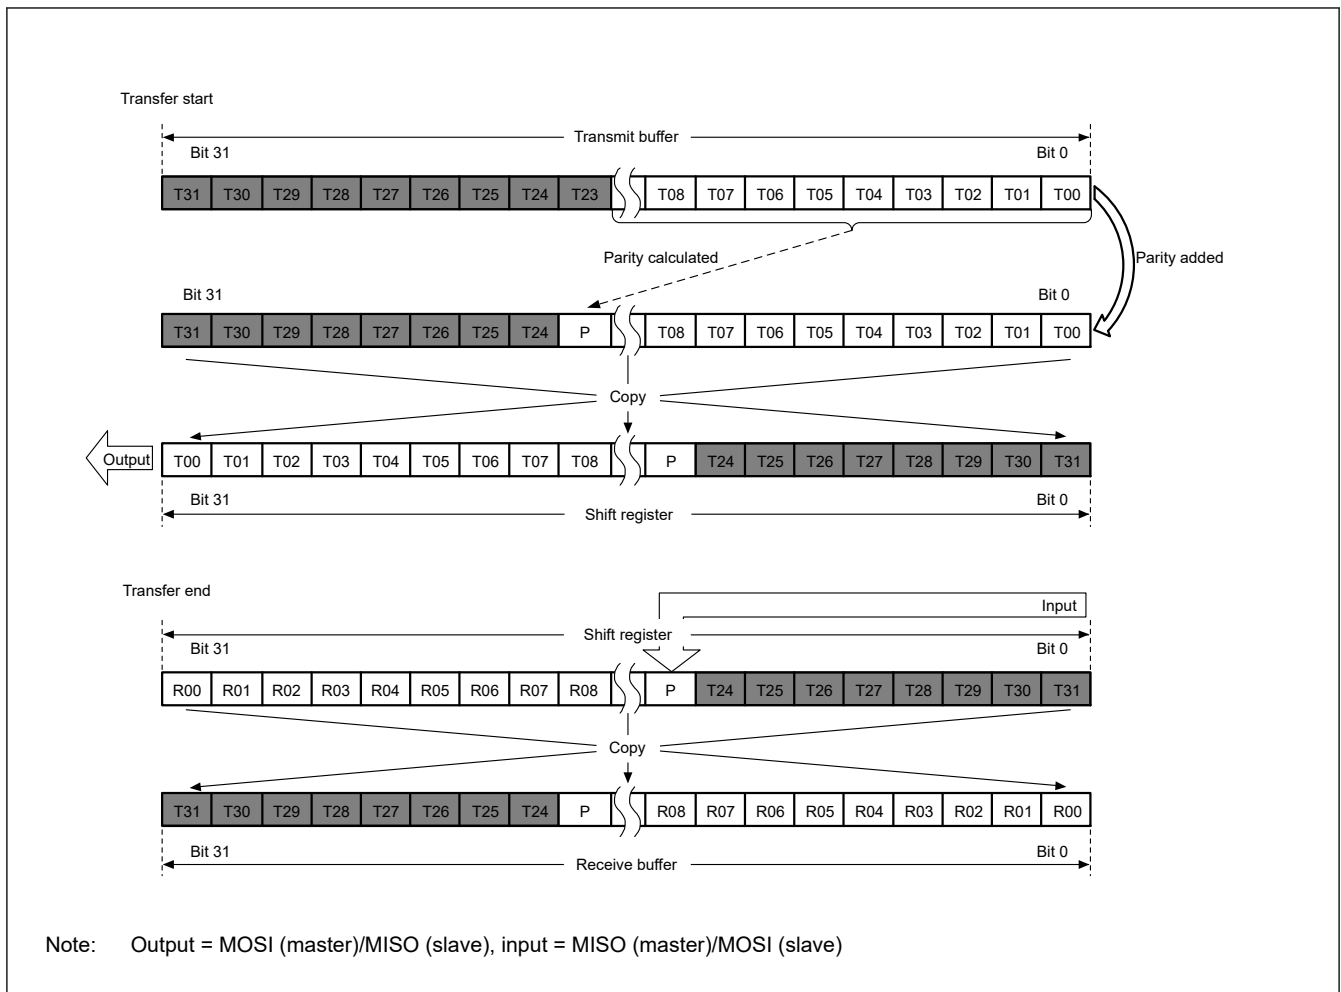 Transfer start
Transmit buffer
Bit 31 Bit 0
T31 T30 T29 T28 T27 T26 T25 T24 T23 T08 T07 T06 T05 T04 T03 T02 T01 T00
Parity calculated Parity added
Bit 31 Bit 0
T31 T30 T29 T28 T27 T26 T25 T24 P T08 T07 T06 T05 T04 T03 T02 T01 T00
Copy
Output T00 T01 T02 T03 T04 T05 T06 T07 T08 P T24 T25 T26 T27 T28 T29 T30 T31
Bit 31 Bit 0
Shift register
Transfer end
Input
Shift register
Bit 31 Bit 0
R00 R01 R02 R03 R04 R05 R06 R07 R08 P T24 T25 T26 T27 T28 T29 T30 T31
Copy
T31 T30 T29 T28 T27 T26 T25 T24 P R08 R07 R06 R05 R04 R03 R02 R01 R00
Bit 31 Bit 0
Receive buffer
Note: Output = MOSI (master)/MISO (slave), input = MISO (master)/MOSI (slave)